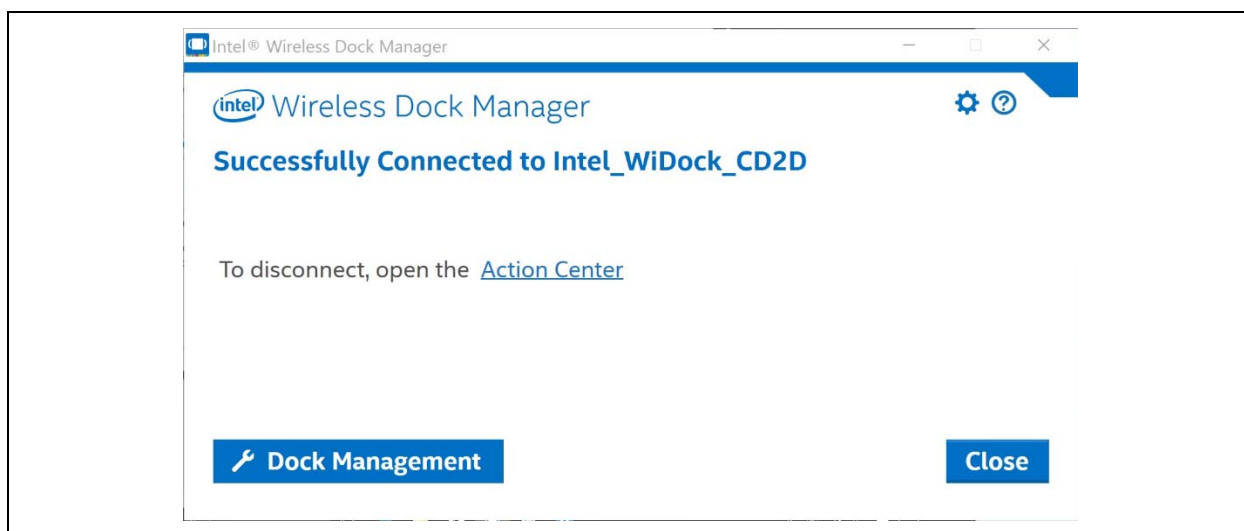 Intel® Wireless Dock Manager
intel Wireless Dock Manager
Successfully Connected to Intel_WiDock_CD2D
To disconnect, open the Action Center
Dock Management
Close